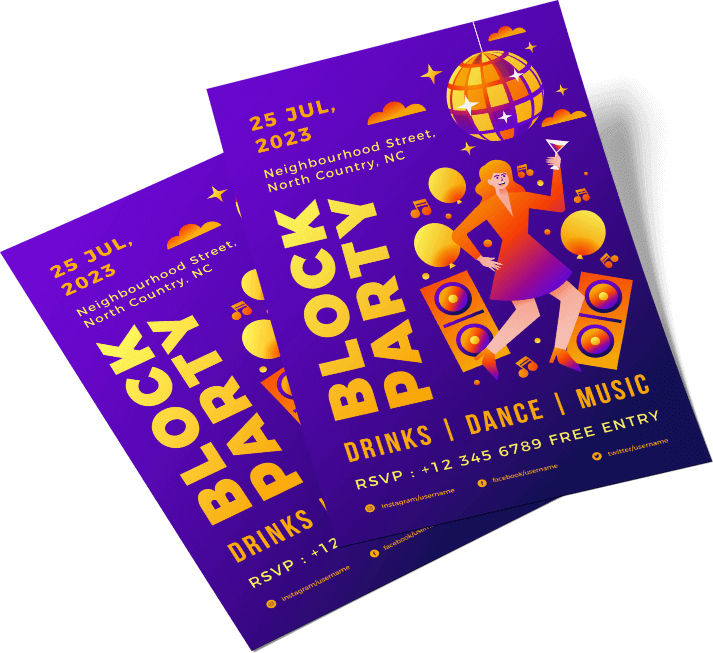 25 JUL,
2023
Neighbourhood Street,
North Country, NC
BLOCK
PARTY
DRINKS | DANCE | MUSIC
RSVP : +12 345 6789 FREE ENTRY
instagram/username
facebook/username
twitter/username
25 JUL,
2023
Neighbourhood Street,
North Country, NC
BLOCK
PARTY
DRINKS |
RSVP : +12
instagram/username
facebook/usern